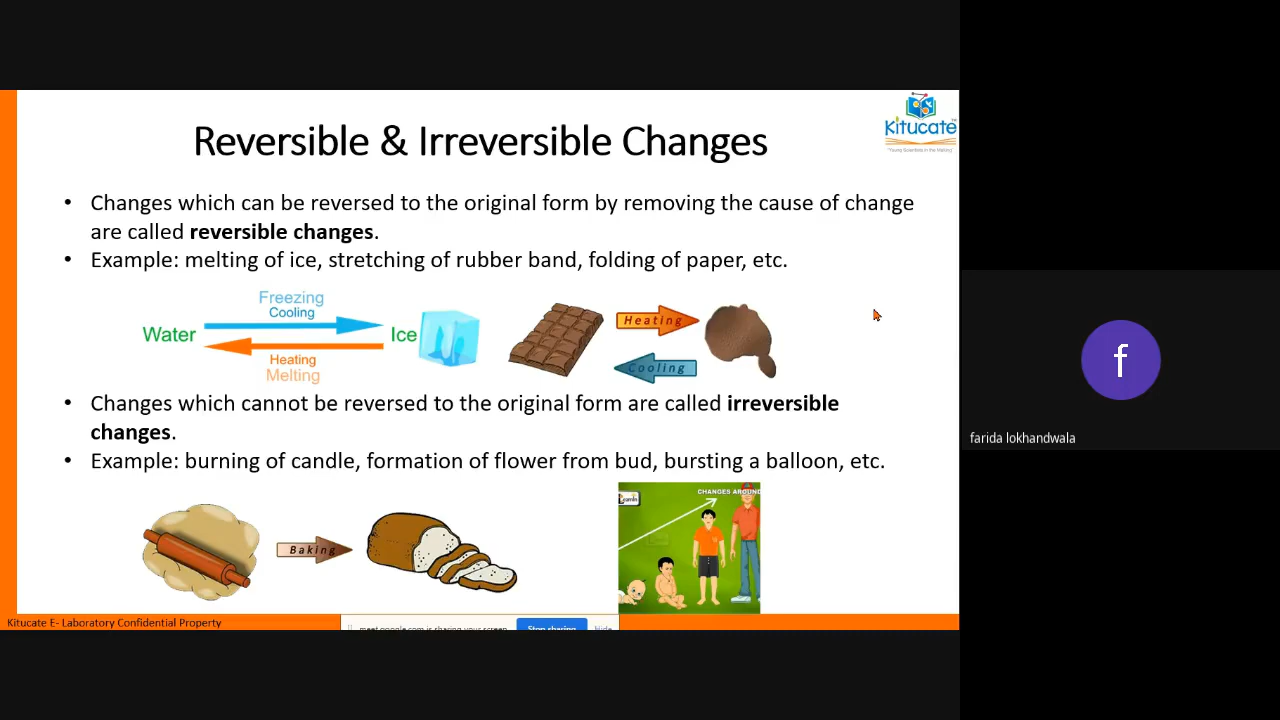 Kitucate
"Young Scientists in the Making"
Reversible & Irreversible Changes
• Changes which can be reversed to the original form by removing the cause of change
are called reversible changes.
• Example: melting of ice, stretching of rubber band, folding of paper, etc.
Freezing
Cooling
Water
Ice
Heating
Melting
Heating
Cooling
• Changes which cannot be reversed to the original form are called irreversible
changes.
• Example: burning of candle, formation of flower from bud, bursting a balloon, etc.
Baking
CHANGES AROUND
Kitucate E- Laboratory Confidential Property
meet.google.com is sharing your screen.
Stop sharing
Hide
f
farida lokhandwala